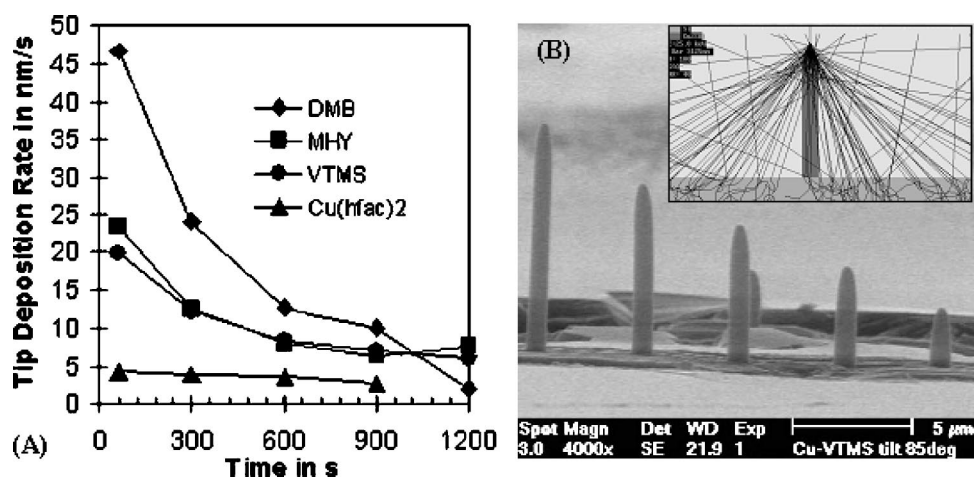 50
45
40
35
30
25
20
15
10
5
0
Tip Deposition Rate in nm/s
DMB
MHY
VTMS
Cu(hfac)2
0 300 600 900 1200
(A) Time in s
(B)
Spot Magn Det WD Exp
3.0 4000x SE 21.9 1
5 µm
Cu-VTMS tilt 85deg